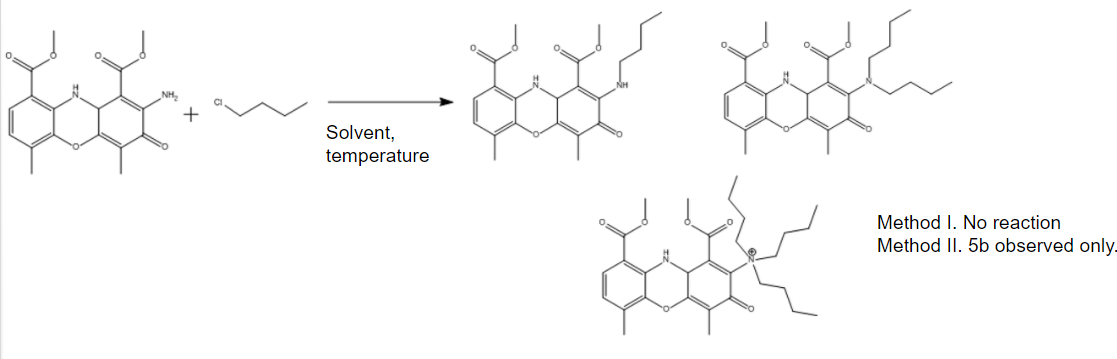 O
O
O
O
H
N
NH2
O
O
+
Cl
Solvent,
temperature
O
O
O
O
H
N
NH
O
O
O
O
O
O
H
N
N
O
O
O
O
O
O
H
N
N
⊕
O
O
Method I. No reaction
Method II. 5b observed only.